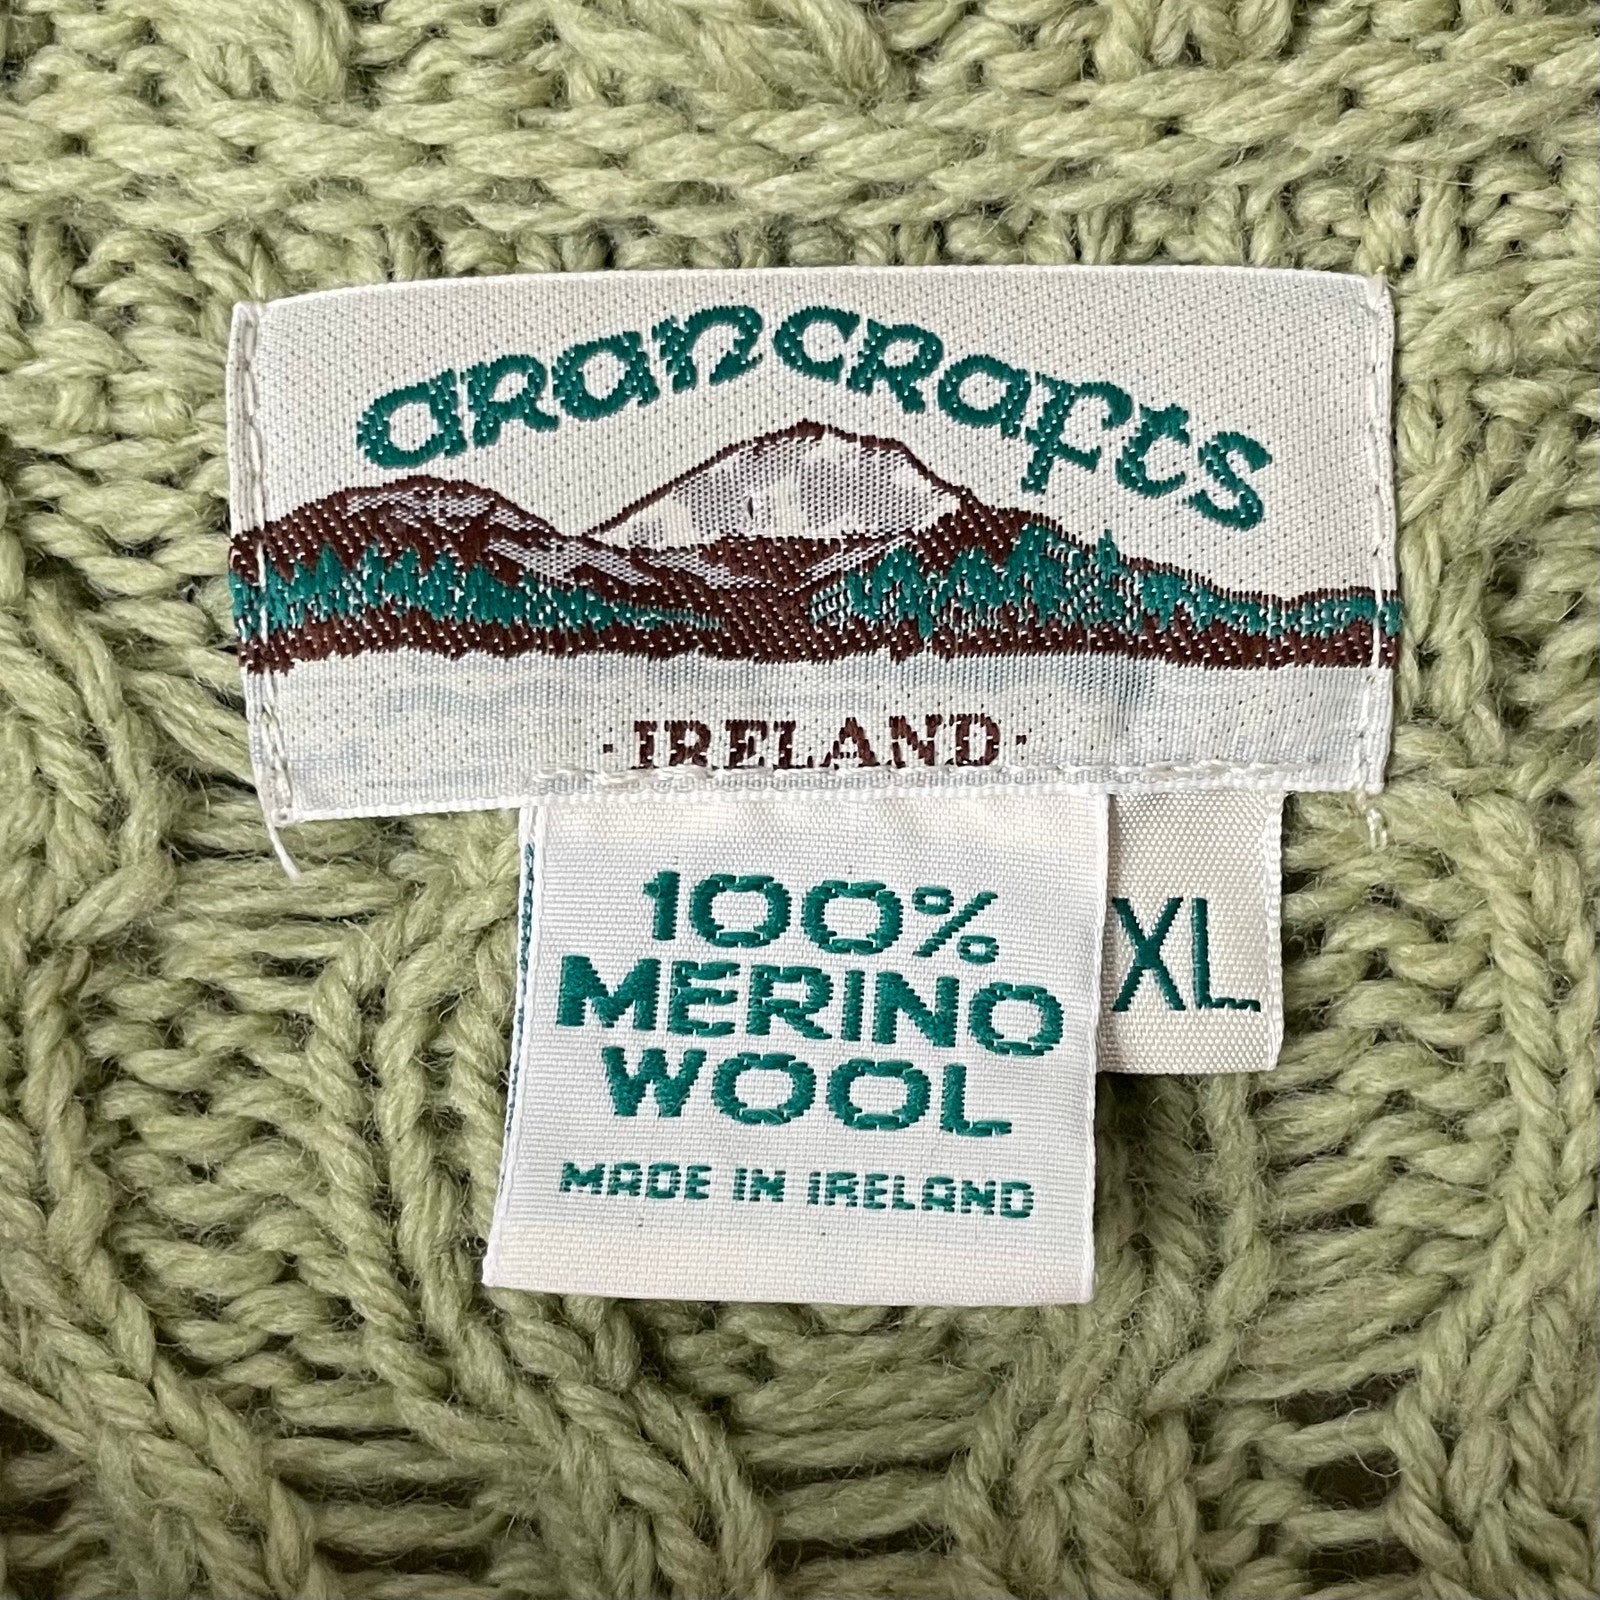 arancrafts
·IRELAND·
100%
MERINO
WOOL
MADE IN IRELAND
XL